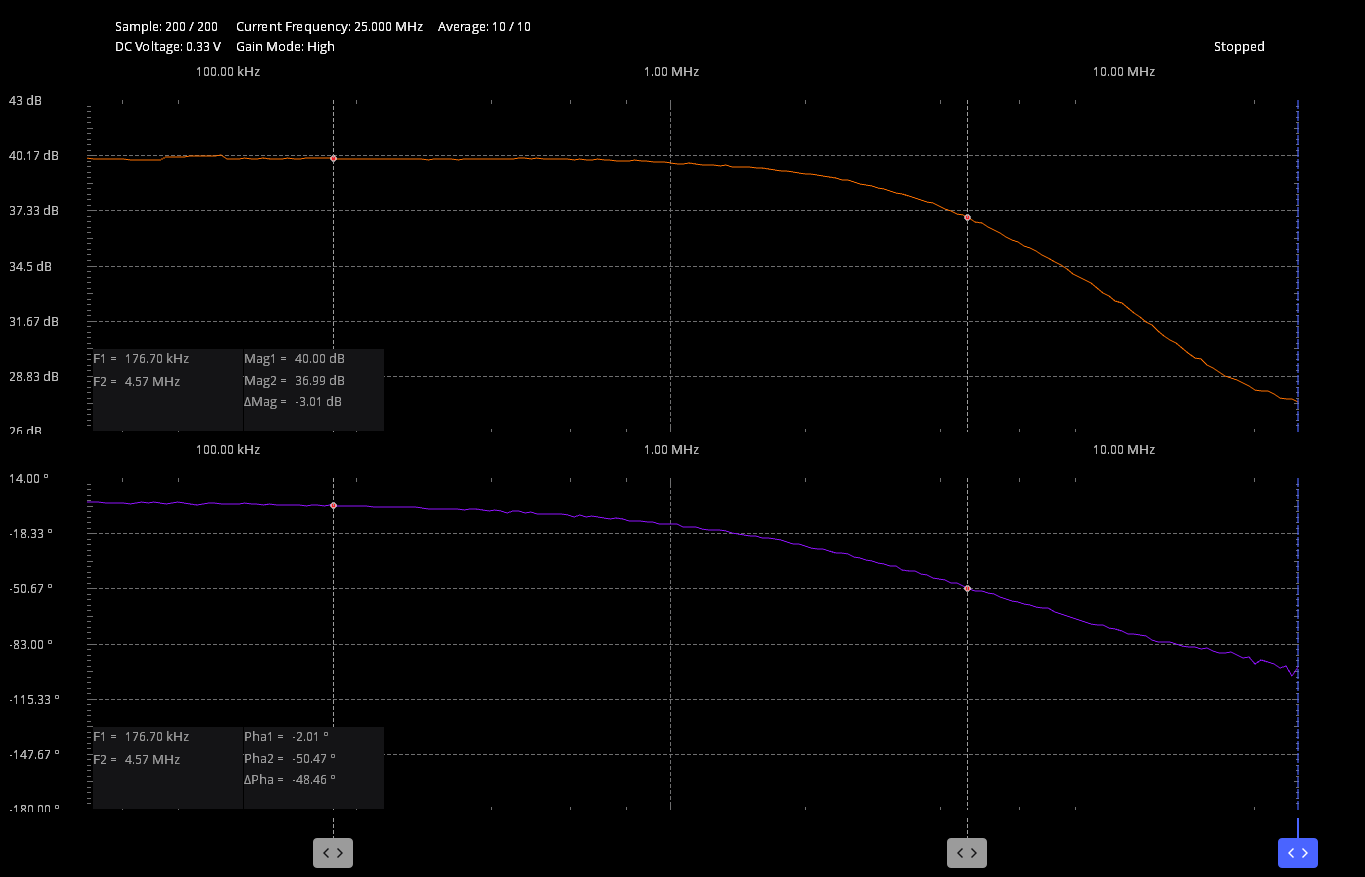 Sample: 200 / 200 Current Frequency: 25.000 MHz Average: 10 / 10
DC Voltage: 0.33 V Gain Mode: High Stopped
100.00 kHz 1.00 MHz 10.00 MHz
43 dB
40.17 dB
37.33 dB
34.5 dB
31.67 dB
F1 = 176.70 kHz Mag1 = 40.00 dB
28.83 dB
F2 = 4.57 MHz Mag2 = 36.99 dB
ΔMag = -3.01 dB
26 dB
100.00 kHz 1.00 MHz 10.00 MHz
14.00 °
-18.33 °
-50.67 °
-83.00 °
-115.33 °
F1 = 176.70 kHz Pha1 = -2.01 °
-147.67 °
F2 = 4.57 MHz Pha2 = -50.47 °
ΔPha = -48.46 °
-180.00 °